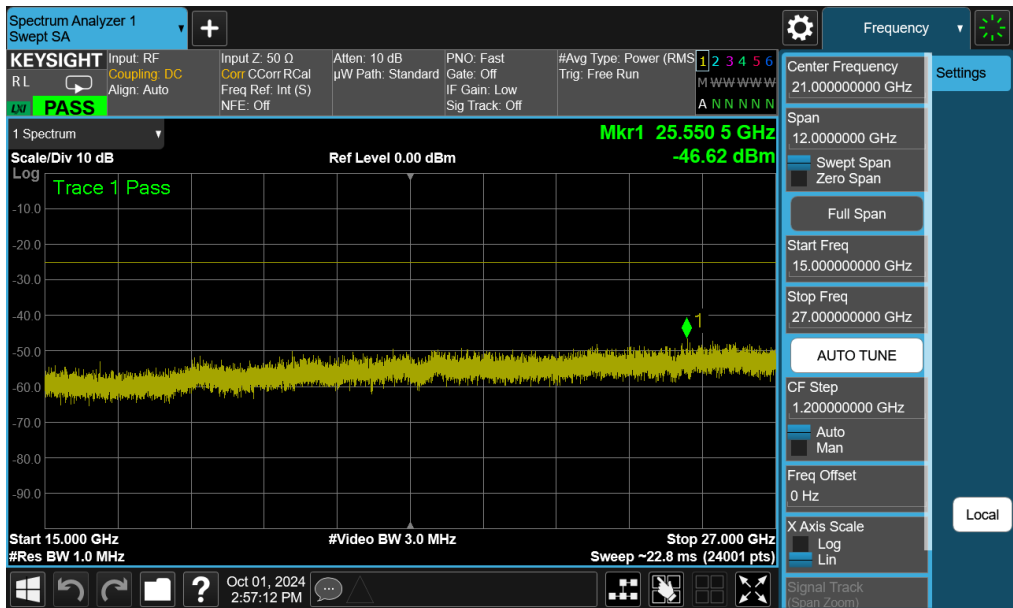 Spectrum Analyzer 1
Swept SA
+
Frequency
KEYSIGHT
R L
LXI
PASS
Input: RF
Coupling: DC
Align: Auto
Input Z: 50 Ω
Corr CCorr RCal
Freq Ref: Int (S)
NFE: Off
Atten: 10 dB
µW Path: Standard
PNO: Fast
Gate: Off
IF Gain: Low
Sig Track: Off
#Avg Type: Power (RMS
Trig: Free Run
1 2 3 4 5 6
M W W W W W
A N N N N N
1 Spectrum
Mkr1 25.550 5 GHz
Scale/Div 10 dB
Ref Level 0.00 dBm
-46.62 dBm
Log
Trace 1 Pass
-10.0
-20.0
-30.0
-40.0
1
-50.0
-60.0
-70.0
-80.0
-90.0
Start 15.000 GHz
#Video BW 3.0 MHz
Stop 27.000 GHz
#Res BW 1.0 MHz
Sweep ~22.8 ms (24001 pts)
Center Frequency
21.000000000 GHz
Settings
Span
12.0000000 GHz
Swept Span
Zero Span
Full Span
Start Freq
15.000000000 GHz
Stop Freq
27.000000000 GHz
AUTO TUNE
CF Step
1.200000000 GHz
Auto
Man
Freq Offset
0 Hz
Local
X Axis Scale
Log
Lin
Signal Track
(Span Zoom)
?
Oct 01, 2024
2:57:12 PM